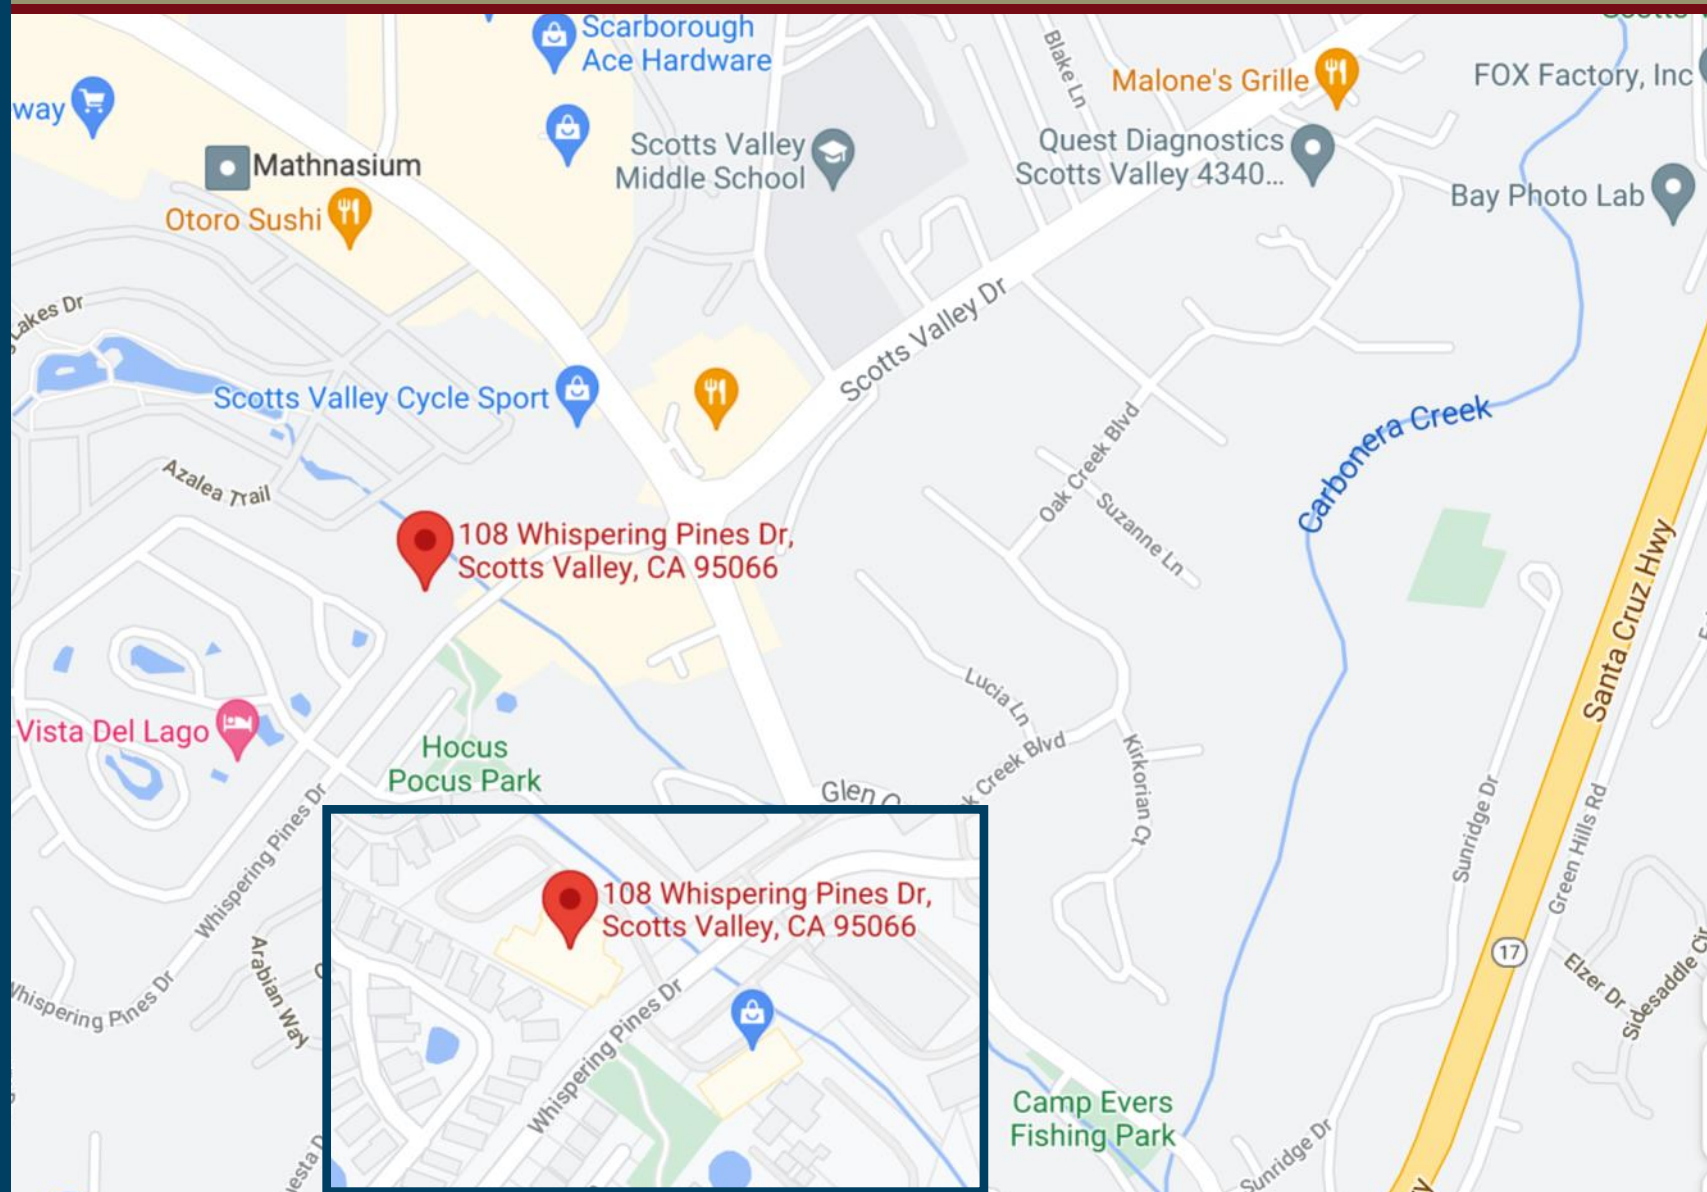 Scarborough
Ace Hardware
way
Mathnasium
Otoro Sushi
Scotts Valley
Middle School
Blake Ln
Malone's Grille
FOX Factory, Inc
Quest Diagnostics
Scotts Valley 4340...
Bay Photo Lab
Lakes Dr
Scotts Valley Dr
Scotts Valley Cycle Sport
Carbonera Creek
Oak Creek Blvd
Suzanne Ln
Azalea Trail
108 Whispering Pines Dr,
Scotts Valley, CA 95066
Santa Cruz Hwy
Lucia Ln
Vista Del Lago
Hocus
Pocus Park
Creek Blvd
Kirkorian Ct
Glen
Whispering Pines Dr
Sunridge Dr
Green Hills Rd
108 Whispering Pines Dr,
Scotts Valley, CA 95066
17
Elzer Dr
Sidesaddle Cir
Arabian Way
Whispering Pines Dr
Whispering Pines Dr
Camp Evers
Fishing Park
Sunridge Dr